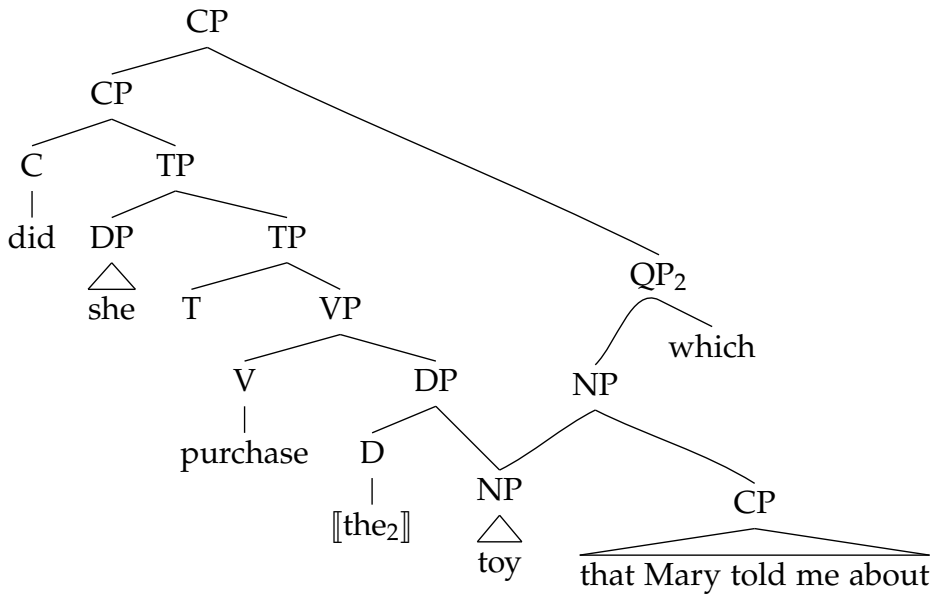 CP
CP
C TP
did DP TP QP₂
she T VP which
V DP NP
purchase D NP CP
⟦the₂⟧ toy that Mary told me about